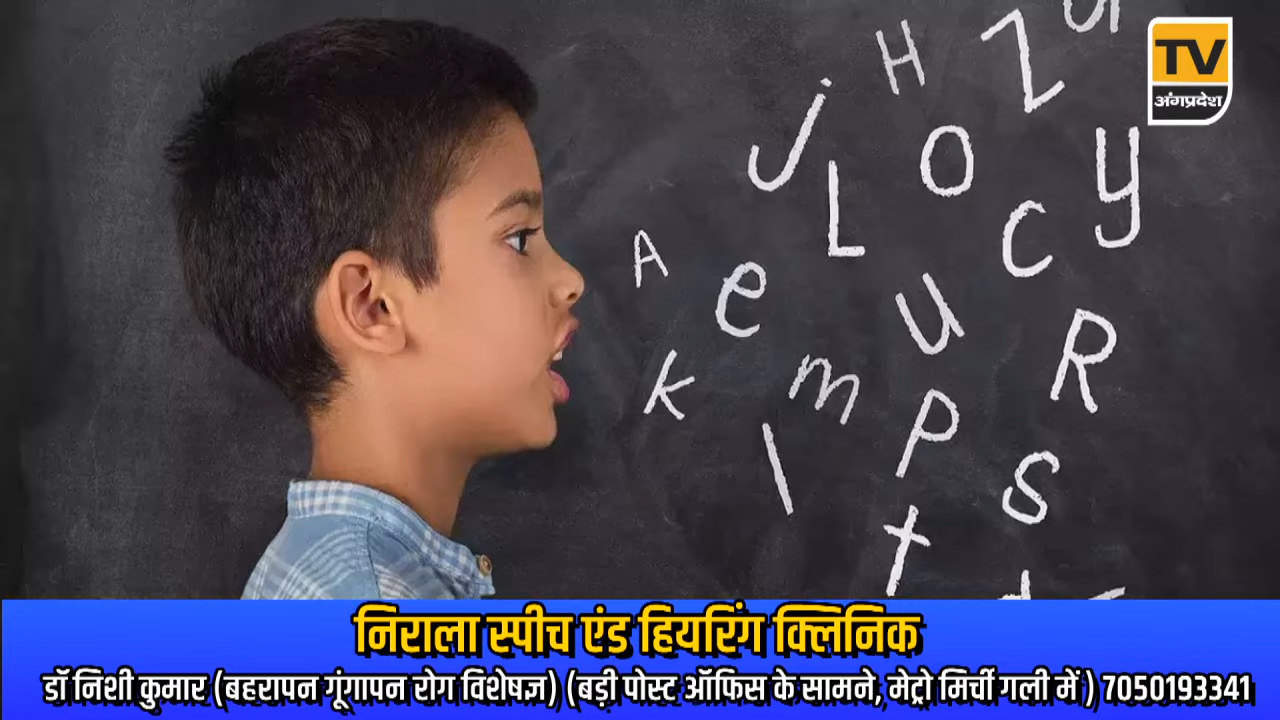 H
Z
TV
अंगप्रदेश
j
O
y
L
C
A
e
u
R
k
m
P
l
S
t
निराला स्पीच एंड हियरिंग क्लिनिक
डॉ निशी कुमार (बहरापन गूंगापन रोग विशेषज्ञ) (बड़ी पोस्ट ऑफिस के सामने, मेट्रो मिर्ची गली में ) 7050193341